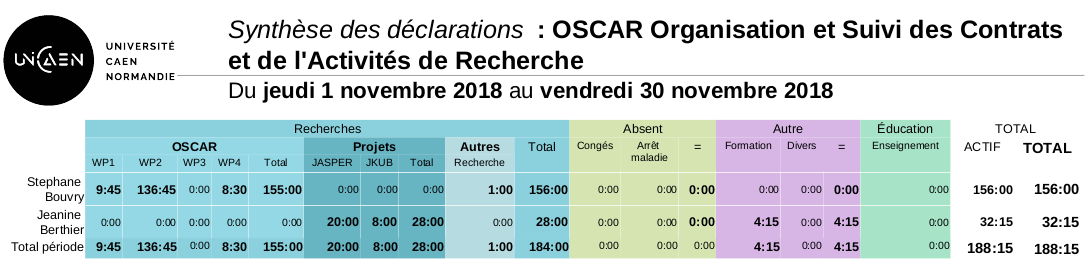 UNICAEN
UNIVERSITÉ
CAEN
NORMANDIE
Synthèse des déclarations : OSCAR Organisation et Suivi des Contrats
et de l'Activités de Recherche
Du jeudi 1 novembre 2018 au vendredi 30 novembre 2018
Recherches Absent Autre Éducation TOTAL
OSCAR Projets Autres Total Congés Arrêt maladie = Formation Divers = Enseignement ACTIF TOTAL
WP1 WP2 WP3 WP4 Total JASPER JKUB Total Recherche
Stephane Bouvry 9:45 136:45 0:00 8:30 155:00 0:00 0:00 0:00 1:00 156:00 0:00 0:00 0:00 0:00 0:00 0:00 0:00 156:00 156:00
Jeanine Berthier 0:00 0:00 0:00 0:00 0:00 20:00 8:00 28:00 0:00 28:00 0:00 0:00 0:00 4:15 0:00 4:15 0:00 32:15 32:15
Total période 9:45 136:45 0:00 8:30 155:00 20:00 8:00 28:00 1:00 184:00 0:00 0:00 0:00 4:15 0:00 4:15 0:00 188:15 188:15